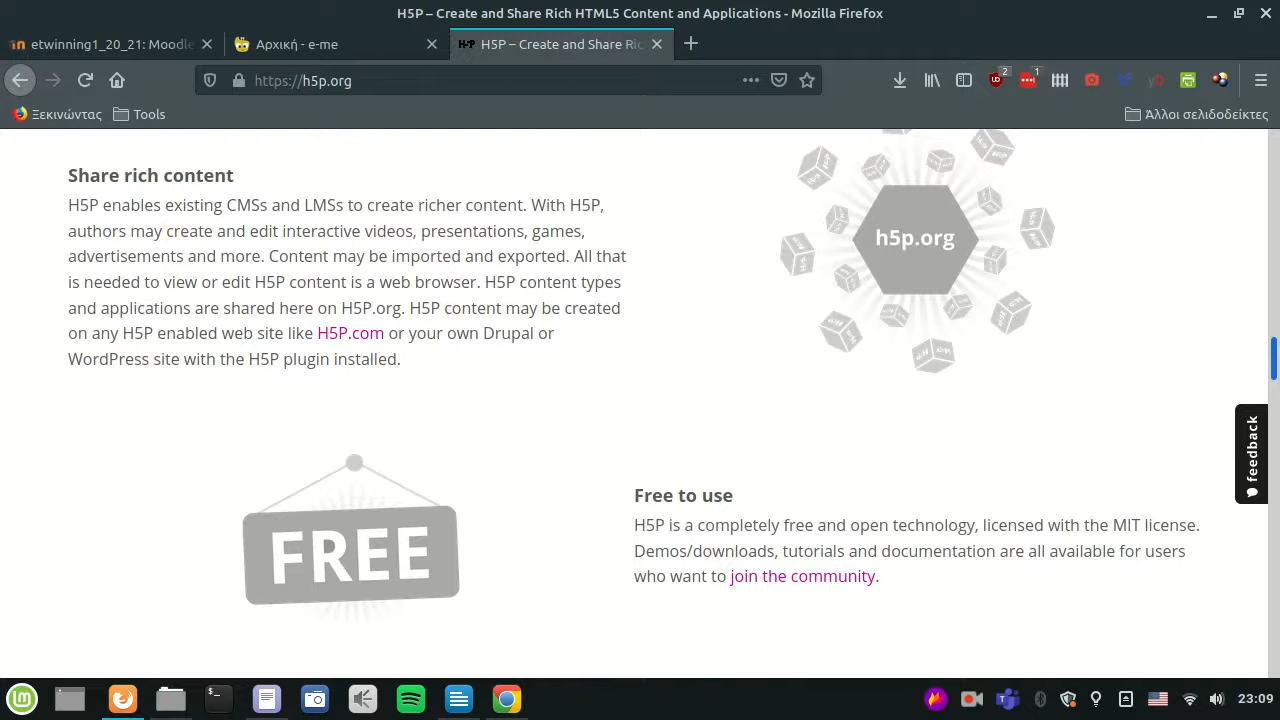 H5P – Create and Share Rich HTML5 Content and Applications - Mozilla Firefox
etwinning1_20_21: Moodle
Αρχική - e-me
H5P – Create and Share Ric
https://h5p.org
2
1
Ξεκινώντας
Tools
Άλλοι σελιδοδείκτες
Share rich content
H5P enables existing CMSs and LMSs to create richer content. With H5P,
authors may create and edit interactive videos, presentations, games,
advertisements and more. Content may be imported and exported. All that
is needed to view or edit H5P content is a web browser. H5P content types
and applications are shared here on H5P.org. H5P content may be created
on any H5P enabled web site like H5P.com or your own Drupal or
WordPress site with the H5P plugin installed.
h5p.org
feedback
FREE
Free to use
H5P is a completely free and open technology, licensed with the MIT license.
Demos/downloads, tutorials and documentation are all available for users
who want to join the community.
23:09